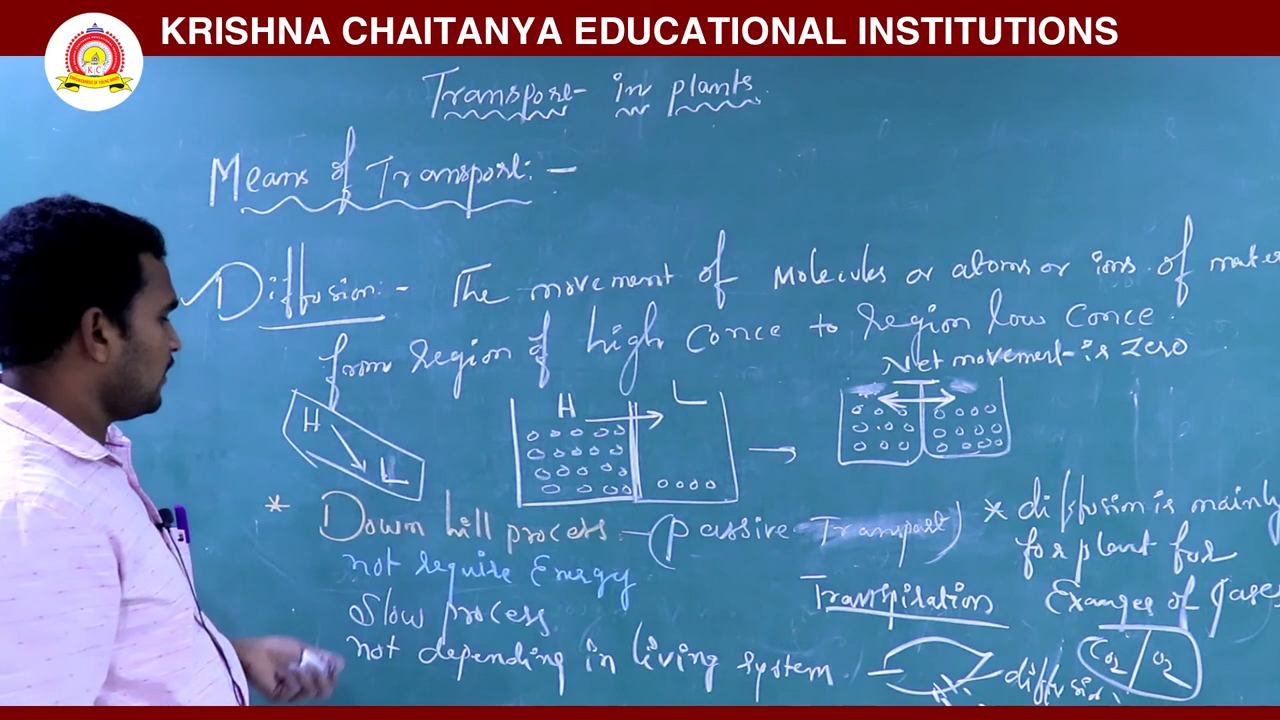 KRISHNA CHAITANYA EDUCATIONAL INSTITUTIONS
K C
Transport in plants
Means of Transport: -
Diffusion: - The movement of Molecules or atoms or ions of
from region of high Conce to region low Conce.
Net movement is Zero
H
L
H
L
* Down hill process - (passive Transport)
not require Energy
Slow process
not depending in living system.
* diffusion is mainly
for plant for
Transpiration
Exanges of gase
diffusion
CO2 / O2